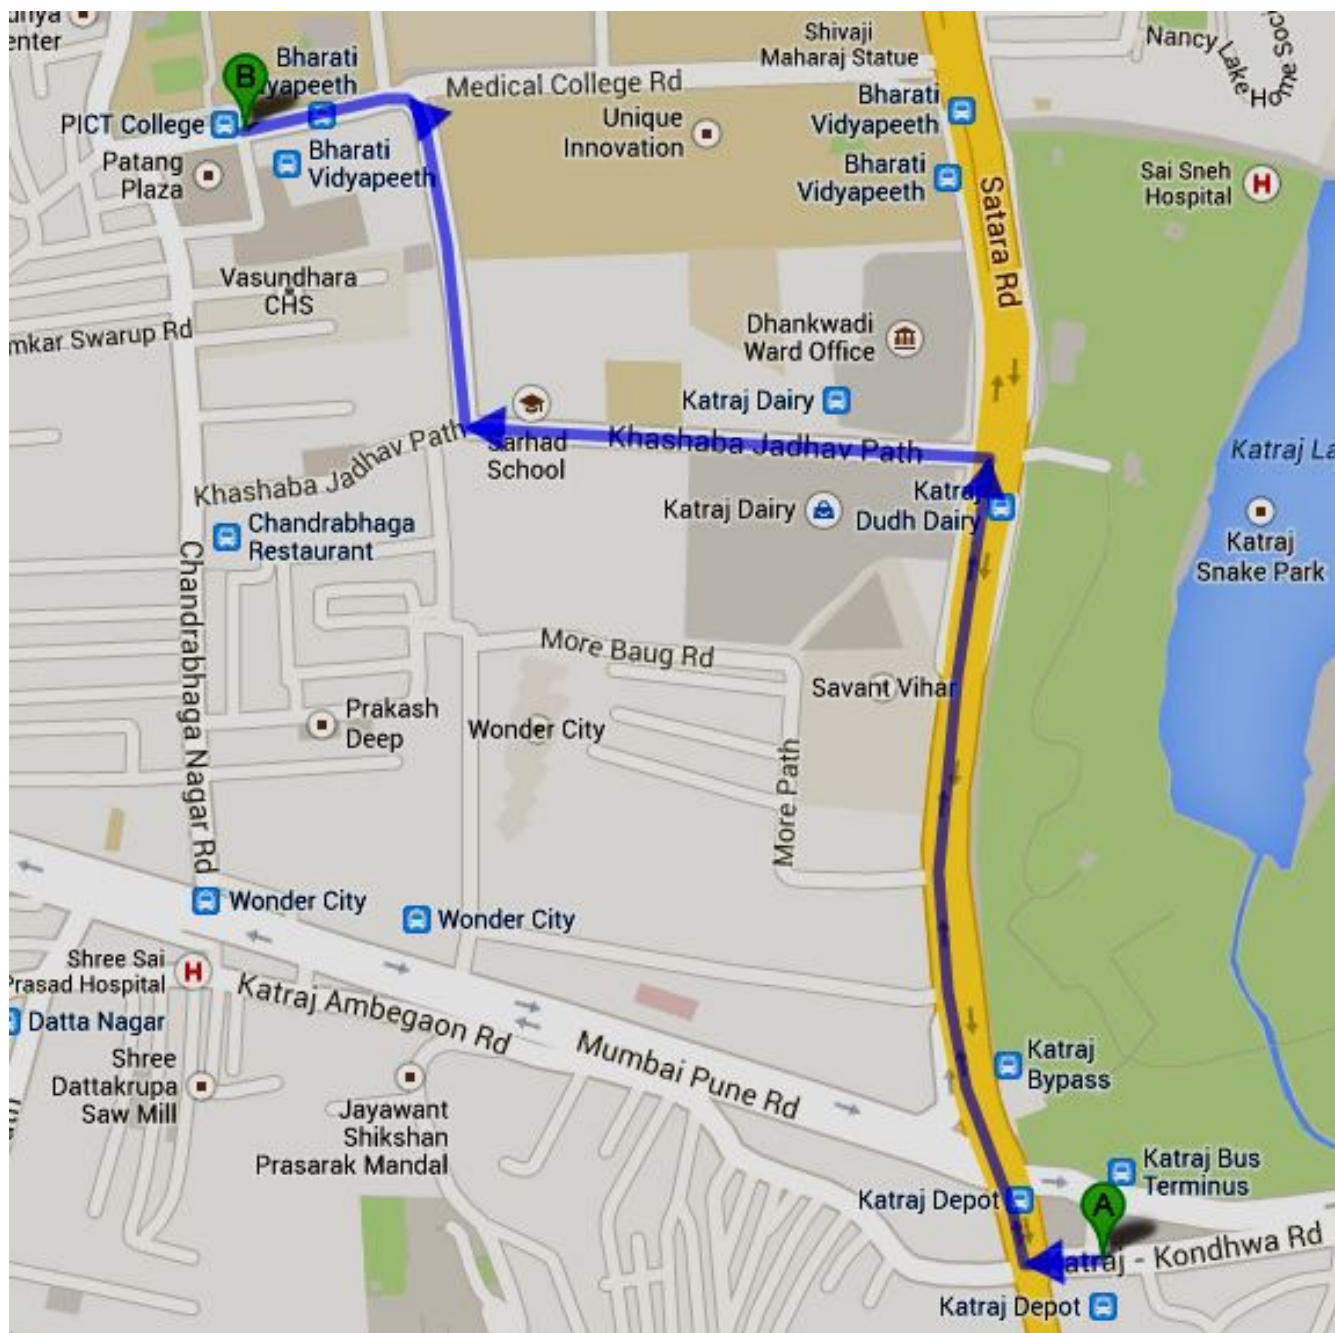 enter
B
Bharati
PICT College
Bharati
Vidyapeeth
Patang
Plaza
Medical College Rd
Unique
Innovation
Shivaji
Maharaj Statue
Bharati
Vidyapeeth
Bharati
Vidyapeeth
Nancy Lake Home
Sai Sneh
Hospital
H
Satara Rd
Vasundhara
CHS
mkar Swarup Rd
Dhankwadi
Ward Office
Katraj Dairy
Khashaba Jadhav Path
Khashaba Jadhav Path
Sarhad
School
Katraj La
Katraj
Dudh Dairy
Katraj Dairy
Katraj
Snake Park
Chandrabhaga
Restaurant
Chandrabhaga Nagar Rd
More Baug Rd
Savant Vihar
Prakash
Deep
Wonder City
More Path
Wonder City
Wonder City
Shree Sai
Prasad Hospital
H
Datta Nagar
Katraj Ambegaon Rd
Mumbai Pune Rd
Shree
Dattakrupa
Saw Mill
Jayawant
Shikshan
Prasarak Mandal
Katraj
Bypass
Katraj Bus
Terminus
Katraj Depot
A
Katraj - Kondhwa Rd
Katraj Depot